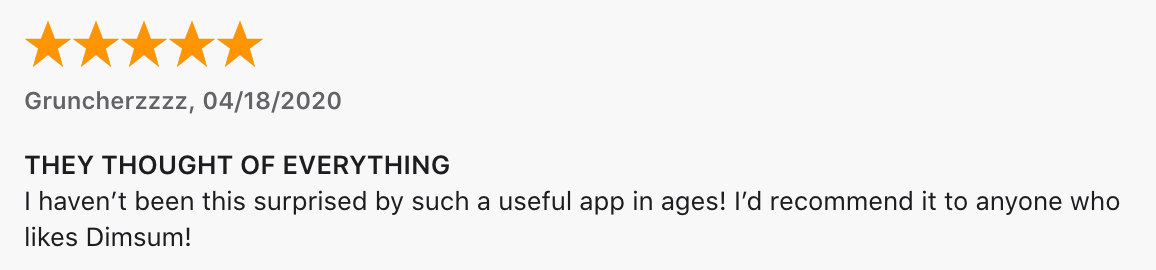 Gruncherzzzz, 04/18/2020
THEY THOUGHT OF EVERYTHING
I haven’t been this surprised by such a useful app in ages! I’d recommend it to anyone who
likes Dimsum!